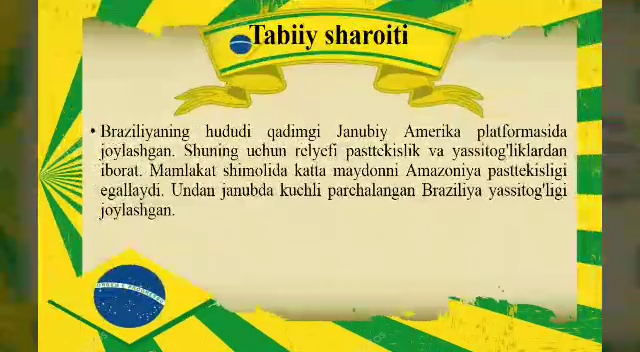 Tabiiy sharoiti
• Braziliyaning hududi qadimgi Janubiy Amerika platformasida
joylashgan. Shuning uchun relyefi pasttekislik va yassitog'liklardan
iborat. Mamlakat shimolida katta maydonni Amazoniya pasttekisligi
egallaydi. Undan janubda kuchli parchalangan Braziliya yassitog'ligi
joylashgan.